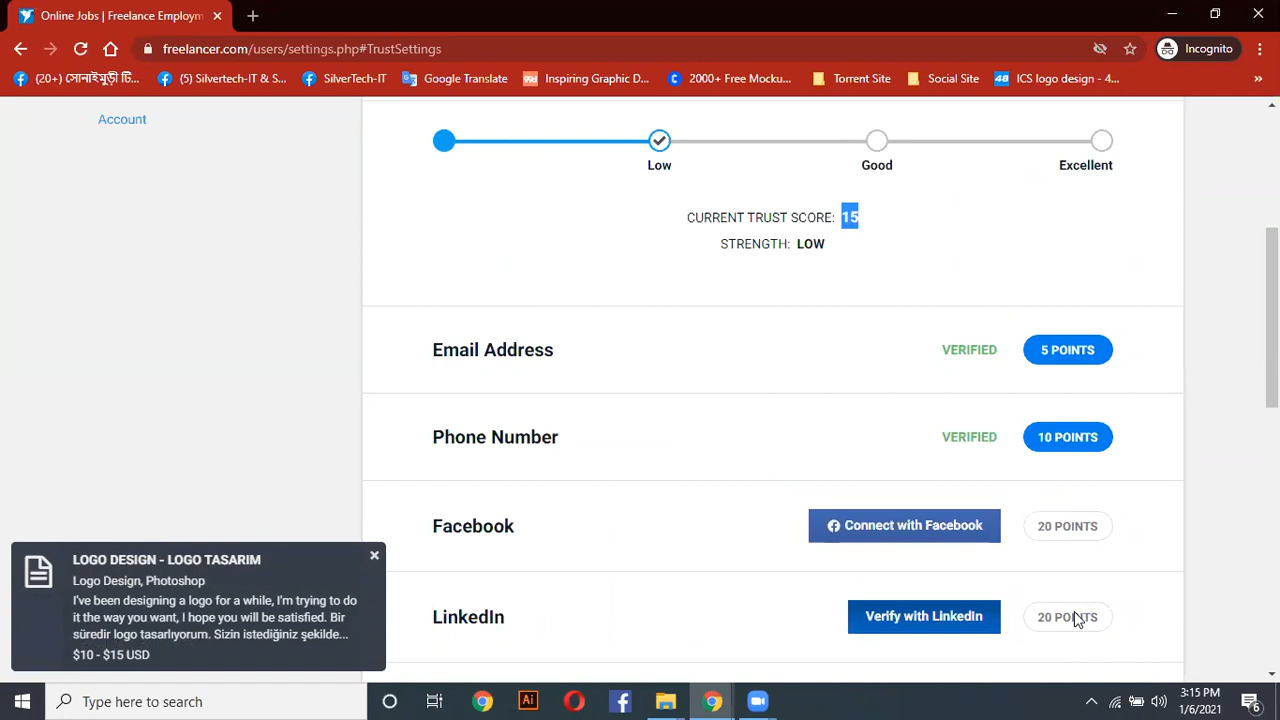 Online Jobs | Freelance Employm
freelancer.com/users/settings.php#TrustSettings
Incognito
(20+) সোনাইমুড়ী টি...
(5) Silvertech-IT & S...
SilverTech-IT
Google Translate
Inspiring Graphic D...
2000+ Free Mocku...
Torrent Site
Social Site
ICS logo design - 4...
»
Account
Low
Good
Excellent
CURRENT TRUST SCORE: 15
STRENGTH: LOW
Email Address
VERIFIED
5 POINTS
Phone Number
VERIFIED
10 POINTS
Facebook
Connect with Facebook
20 POINTS
LinkedIn
Verify with LinkedIn
20 POINTS
LOGO DESIGN - LOGO TASARIM
Logo Design, Photoshop
I've been designing a logo for a while, I'm trying to do
it the way you want, I hope you will be satisfied. Bir
süredir logo tasarlıyorum. Sizin istediğiniz şekilde...
$10 - $15 USD
Type here to search
Ai
3:15 PM
1/6/2021
6